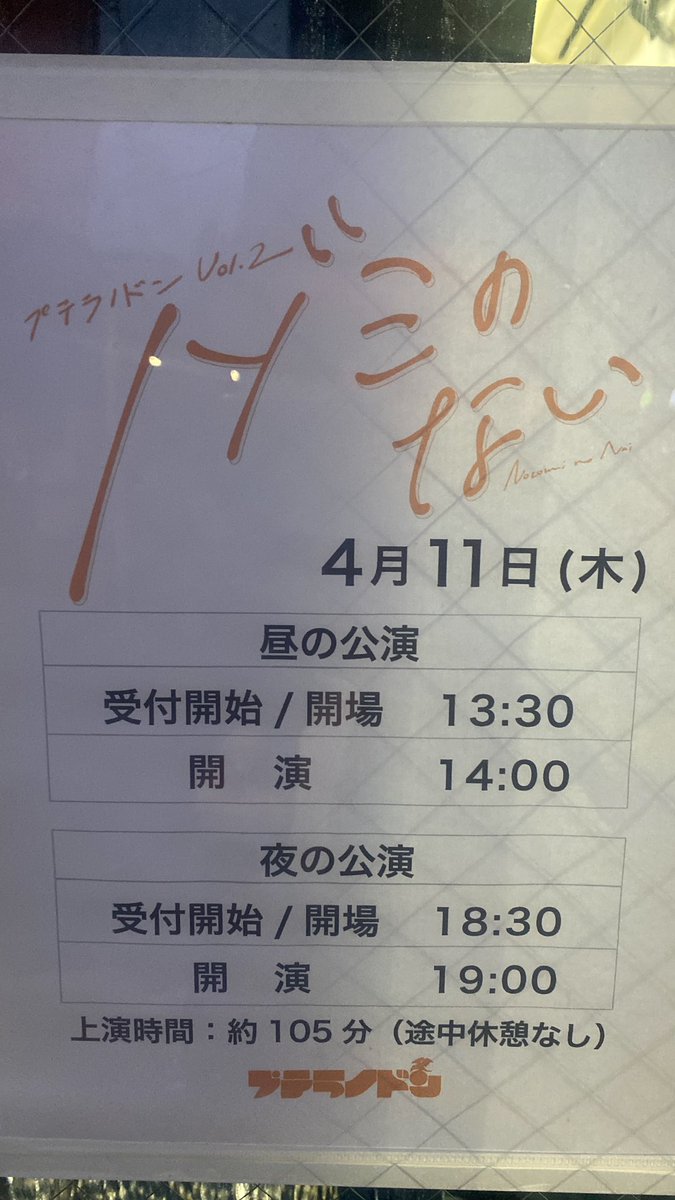 プテラノドン Vol.2
ノゾミの
ない
Nozomi no Nai
4月11日(木)
昼の公演
受付開始/開場 13:30
開 演 14:00
夜の公演
受付開始/開場 18:30
開 演 19:00
上演時間：約105分（途中休憩なし）
プテラノドン